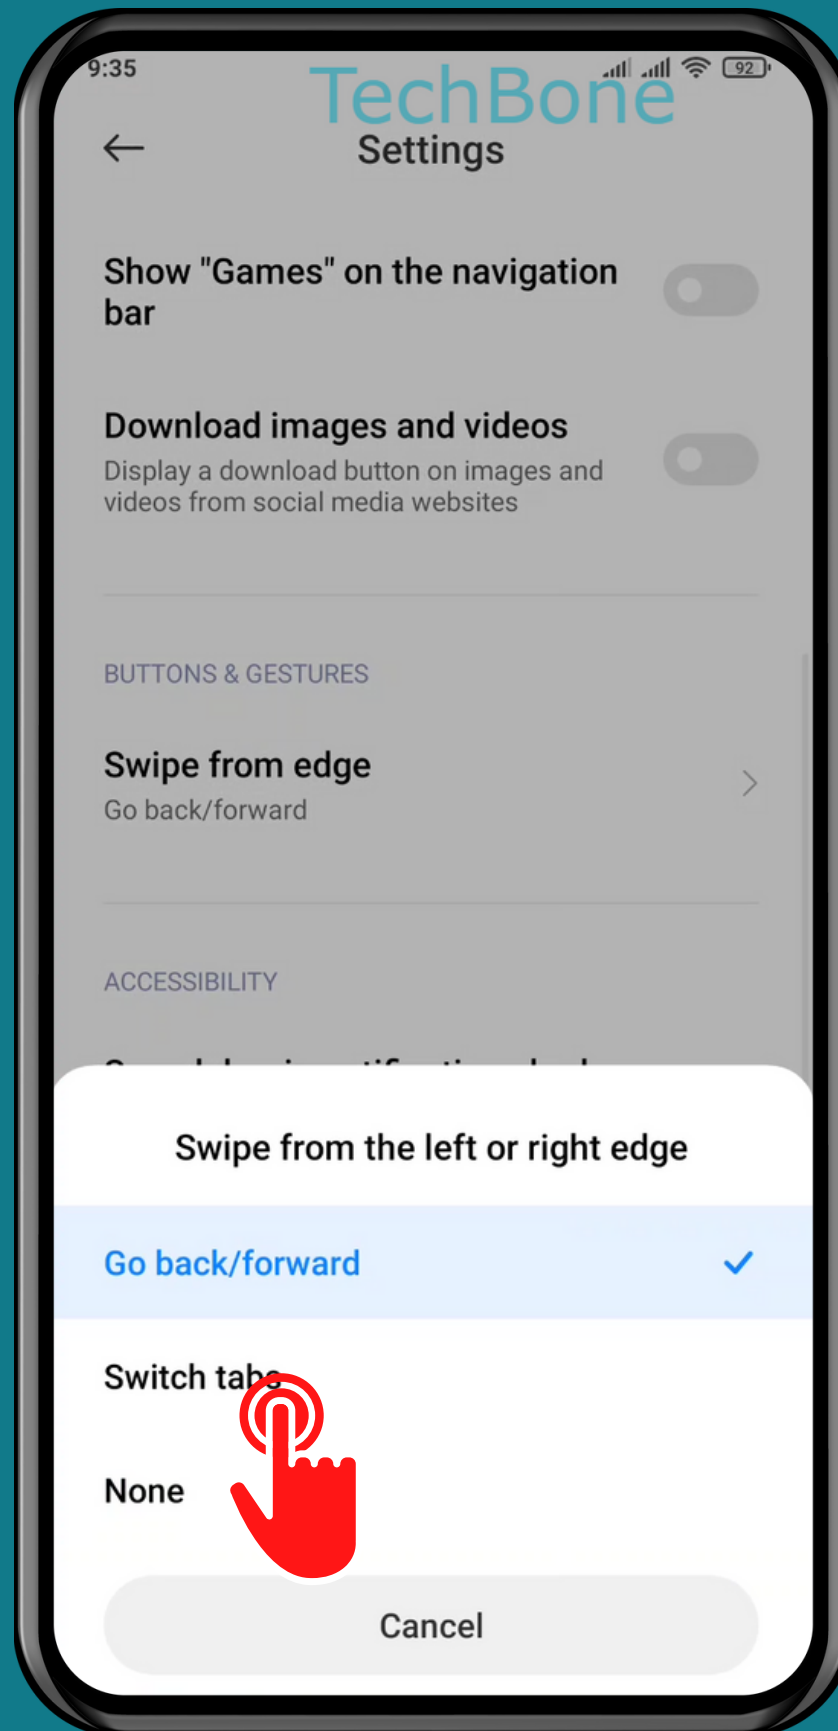 9:35
TechBone
92
Settings
Show "Games" on the navigation
bar
Download images and videos
Display a download button on images and
videos from social media websites
BUTTONS & GESTURES
Swipe from edge
Go back/forward
ACCESSIBILITY
Swipe from the left or right edge
Go back/forward
Switch tabs
None
Cancel